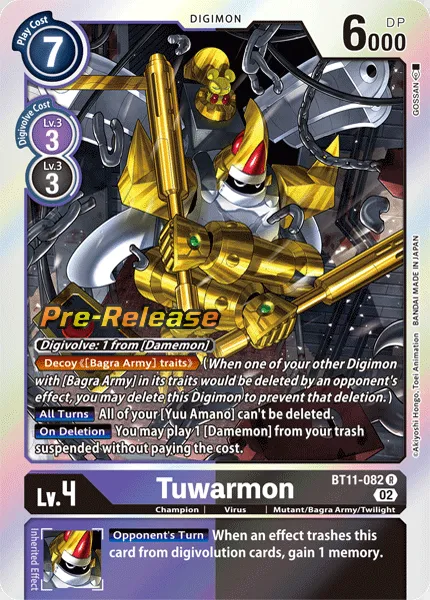 Play Cost
7
DIGIMON
DP
6000
Digivolve Cost
Lv.3
3
Lv.3
3
GOSSAN
©Akiyoshi Hongo, Toei Animation BANDAI MADE IN JAPAN
Pre-Release
Digivolve: 1 from [Damemon]
Decoy 《[Bagra Army] traits》 (When one of your other Digimon
with [Bagra Army] in its traits would be deleted by an opponent's
effect, you may delete this Digimon to prevent that deletion.)
All Turns All of your [Yuu Amano] can't be deleted.
On Deletion You may play 1 [Damemon] from your trash
suspended without paying the cost.
Lv.4
Tuwarmon
BT11-082 R
02
Champion | Virus | Mutant/Bagra Army/Twilight
Inherited Effect
Opponent's Turn When an effect trashes this
card from digivolution cards, gain 1 memory.